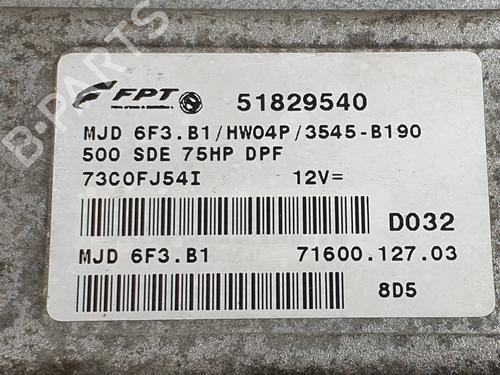 B-PARTS
FPT 51829540
MJD 6F3.B1/HW04P/3545-B190
500 SDE 75HP DPF
73C0FJ54I 12V=
D032
MJD 6F3.B1 71600.127.03
8D5